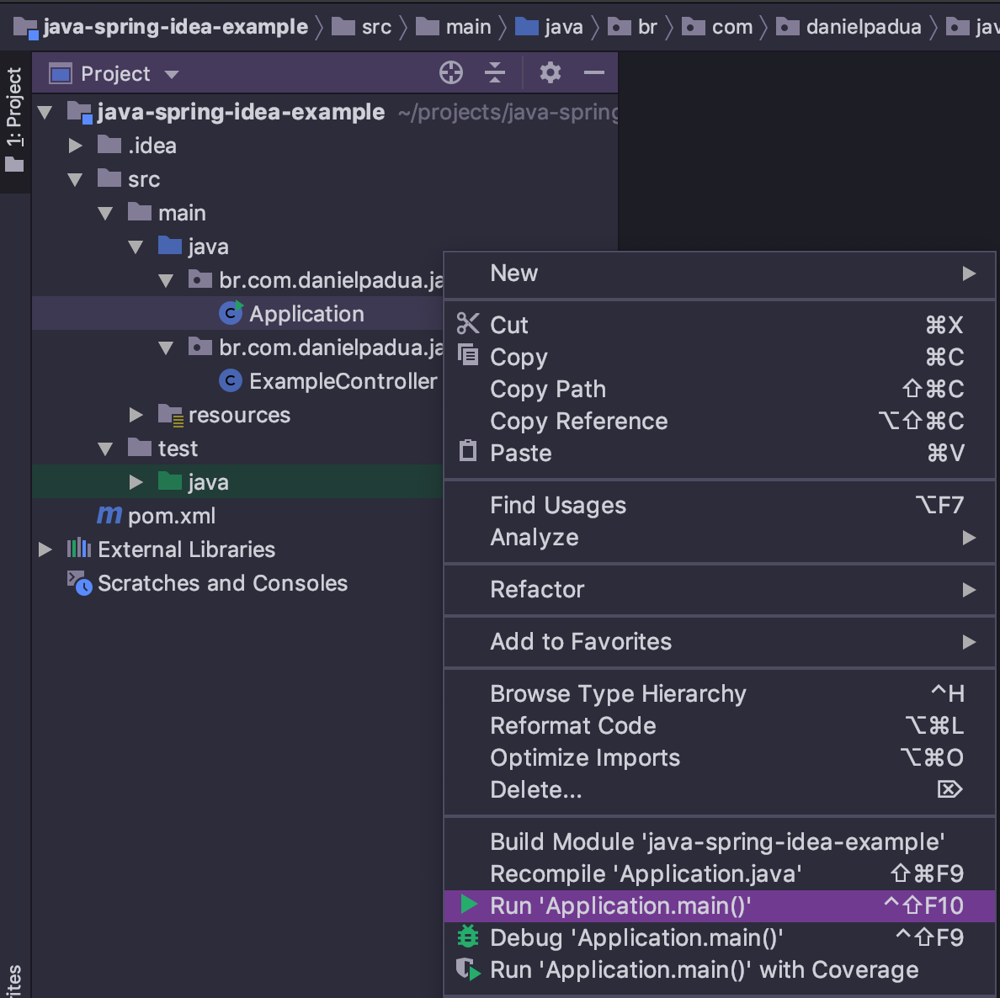 java-spring-idea-example src main java br com danielpadua jav
1: Project
Project
java-spring-idea-example ~/projects/java-spring
.idea
src
main
java
br.com.danielpadua.ja
Application
br.com.danielpadua.ja
ExampleController
resources
test
java
pom.xml
External Libraries
Scratches and Consoles
New
Cut ⌘X
Copy ⌘C
Copy Path ⇧⌘C
Copy Reference ⌥⇧⌘C
Paste ⌘V
Find Usages ⌥F7
Analyze
Refactor
Add to Favorites
Browse Type Hierarchy ^H
Reformat Code ⌥⌘L
Optimize Imports ⌥⌘O
Delete... ⌦
Build Module 'java-spring-idea-example'
Recompile 'Application.java' ⇧⌘F9
Run 'Application.main()' ^⇧F10
Debug 'Application.main()' ^⇧F9
Run 'Application.main()' with Coverage
rites